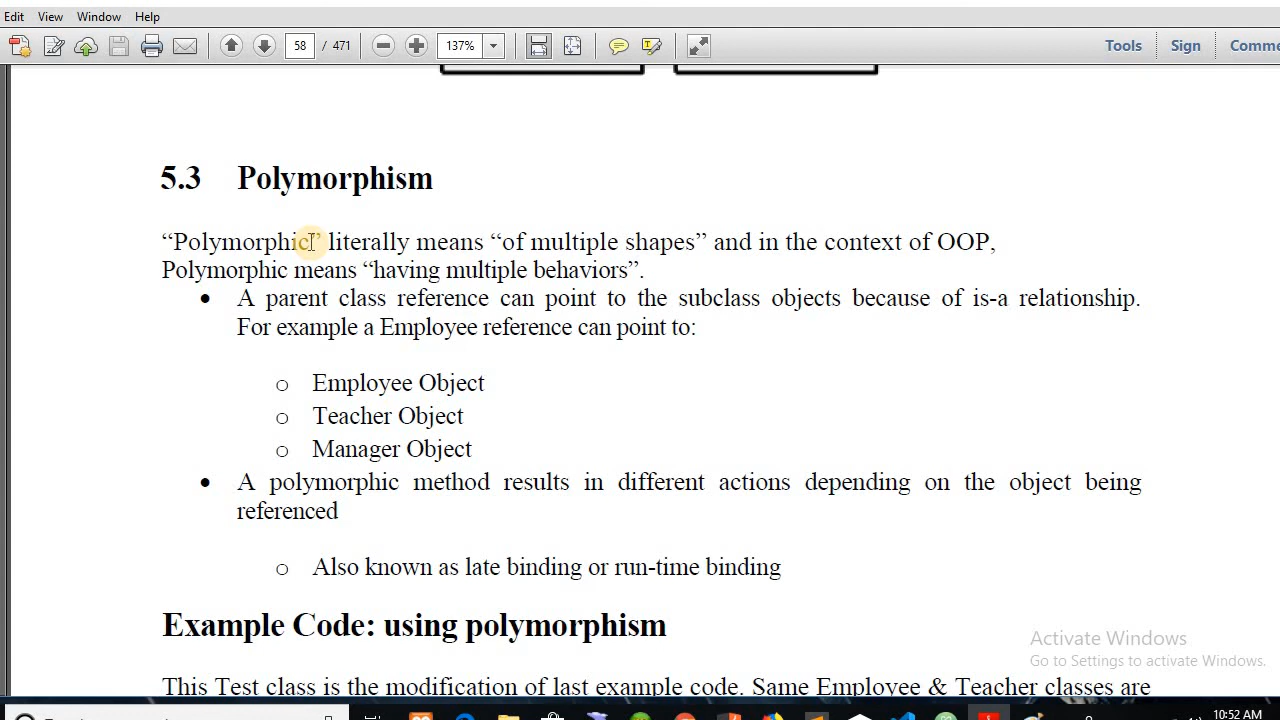 Edit View Window Help
58 / 471 137% Tools Sign
5.3 Polymorphism
“Polymorphic” literally means “of multiple shapes” and in the context of OOP,
Polymorphic means “having multiple behaviors”.
• A parent class reference can point to the subclass objects because of is-a relationship.
For example a Employee reference can point to:
o Employee Object
o Teacher Object
o Manager Object
• A polymorphic method results in different actions depending on the object being
referenced
o Also known as late binding or run-time binding
Example Code: using polymorphism
Activate Windows
Go to Settings to activate Windows.
This Test class is the modification of last example code. Same Employee & Teacher classes are
10:52 AM